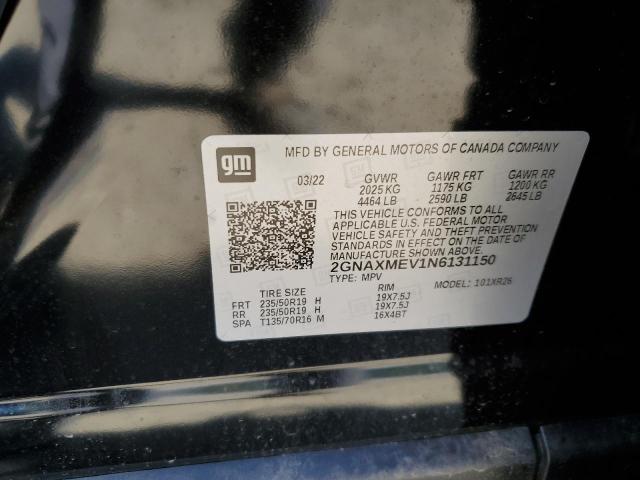 gm
MFD BY GENERAL MOTORS OF CANADA COMPANY
03/22 GVWR GAWR FRT GAWR RR
2025 KG 1175 KG 1200 KG
4464 LB 2590 LB 2645 LB
THIS VEHICLE CONFORMS TO ALL
APPLICABLE U.S. FEDERAL MOTOR
VEHICLE SAFETY AND THEFT PREVENTION
STANDARDS IN EFFECT ON THE DATE OF
MANUFACTURE SHOWN ABOVE.
2GNAXMEV1N6131150
TYPE: MPV MODEL: 101XR26
TIRE SIZE RIM
FRT 235/50R19 H 19X7.5J
RR 235/50R19 H 19X7.5J
SPA T135/70R16 M 16X4BT